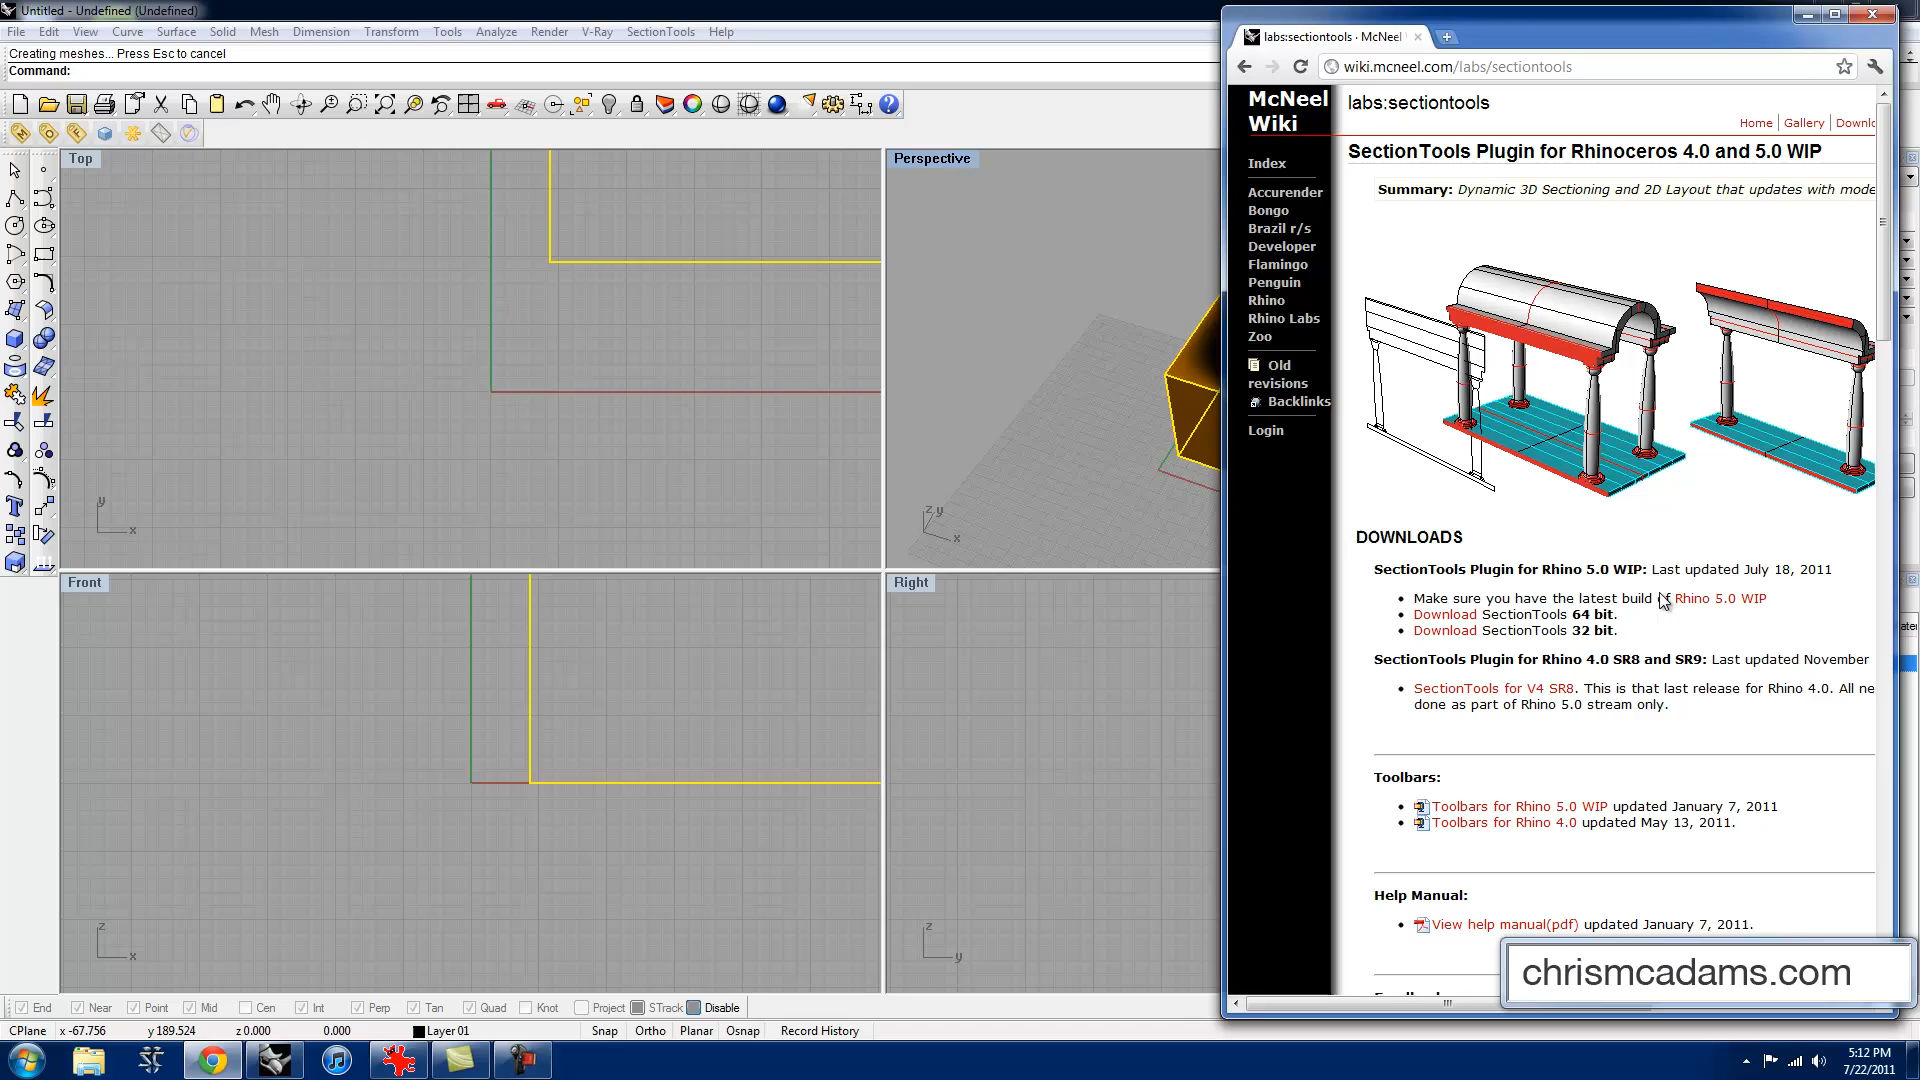 Untitled - Undefined (Undefined)
File Edit View Curve Surface Solid Mesh Dimension Transform Tools Analyze Render V-Ray SectionTools Help
Creating meshes... Press Esc to cancel
Command:
Top
Perspective
Front
Right
y
x
z y
x
z
x
z
y
End Near Point Mid Cen Int Perp Tan Quad Knot Project STrack Disable
CPlane x -67.756 y 189.524 z 0.000 0.000 Layer 01 Snap Ortho Planar Osnap Record History
labs:sectiontools · McNeel
wiki.mcneel.com/labs/sectiontools
McNeel
Wiki
Index
Accurender
Bongo
Brazil r/s
Developer
Flamingo
Penguin
Rhino
Rhino Labs
Zoo
Old
revisions
Backlinks
Login
labs:sectiontools
Home Gallery Downlo
SectionTools Plugin for Rhinoceros 4.0 and 5.0 WIP
Summary: Dynamic 3D Sectioning and 2D Layout that updates with mode
DOWNLOADS
SectionTools Plugin for Rhino 5.0 WIP: Last updated July 18, 2011
Make sure you have the latest build of Rhino 5.0 WIP
Download SectionTools 64 bit.
Download SectionTools 32 bit.
SectionTools Plugin for Rhino 4.0 SR8 and SR9: Last updated November
SectionTools for V4 SR8. This is that last release for Rhino 4.0. All ne
done as part of Rhino 5.0 stream only.
Toolbars:
Toolbars for Rhino 5.0 WIP updated January 7, 2011
Toolbars for Rhino 4.0 updated May 13, 2011.
Help Manual:
View help manual(pdf) updated January 7, 2011.
chrismcadams.com
5:12 PM
7/22/2011